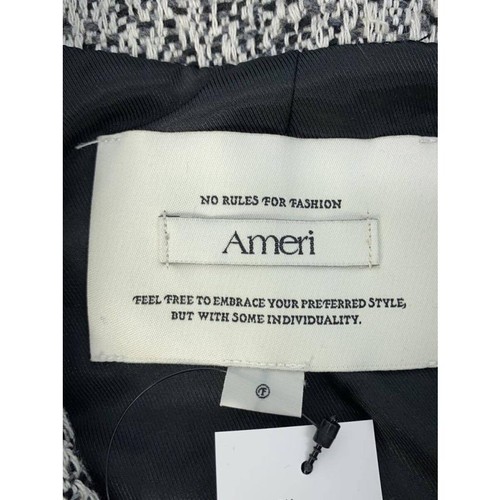 NO RULES FOR FASHION
Ameri
FEEL FREE TO EMBRACE YOUR PREFERRED STYLE,
BUT WITH SOME INDIVIDUALITY.
F